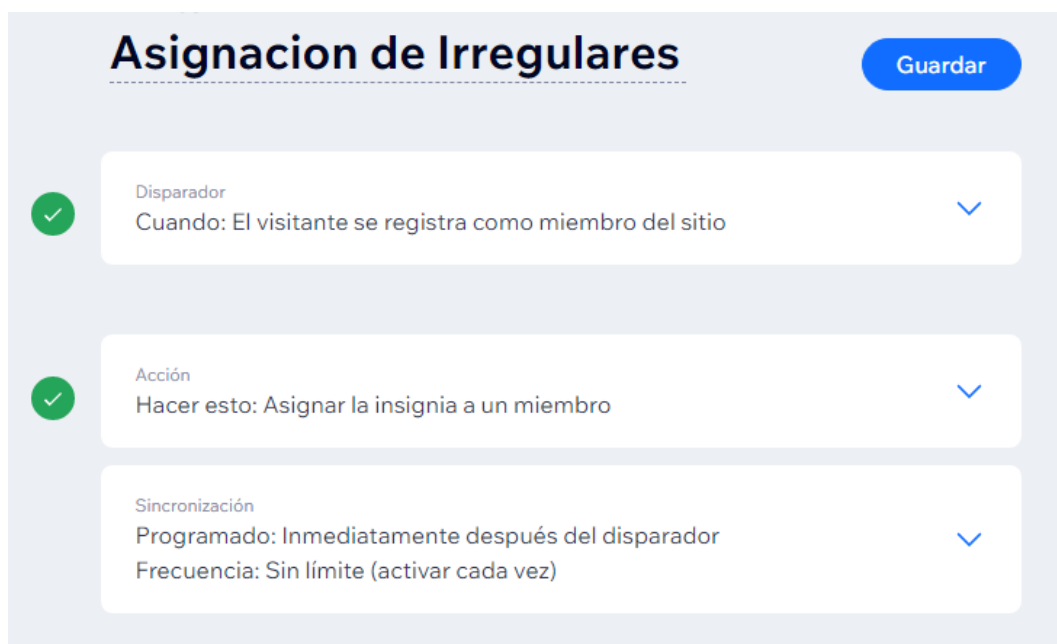 Asignacion de Irregulares
Guardar
Disparador
Cuando: El visitante se registra como miembro del sitio
Acción
Hacer esto: Asignar la insignia a un miembro
Sincronización
Programado: Inmediatamente después del disparador
Frecuencia: Sin límite (activar cada vez)